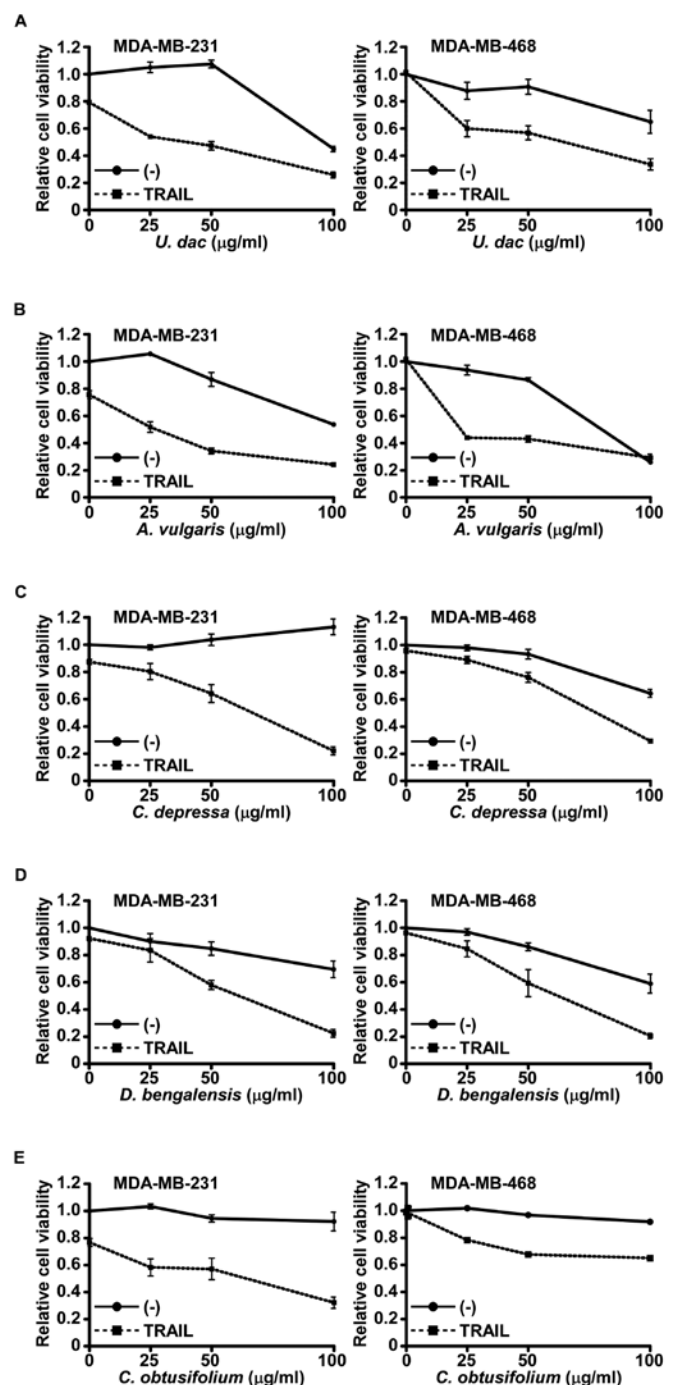 A
MDA-MB-231
MDA-MB-468
Relative cell viability
1.2
1.0
0.8
0.6
0.4
0.2
0
(-)
TRAIL
0 25 50 100
U. dac (µg/ml)
Relative cell viability
1.2
1.0
0.8
0.6
0.4
0.2
0
(-)
TRAIL
0 25 50 100
U. dac (µg/ml)
B
MDA-MB-231
MDA-MB-468
Relative cell viability
1.2
1.0
0.8
0.6
0.4
0.2
0
(-)
TRAIL
0 25 50 100
A. vulgaris (µg/ml)
Relative cell viability
1.2
1.0
0.8
0.6
0.4
0.2
0
(-)
TRAIL
0 25 50 100
A. vulgaris (µg/ml)
C
MDA-MB-231
MDA-MB-468
Relative cell viability
1.2
1.0
0.8
0.6
0.4
0.2
0
(-)
TRAIL
0 25 50 100
C. depressa (µg/ml)
Relative cell viability
1.2
1.0
0.8
0.6
0.4
0.2
0
(-)
TRAIL
0 25 50 100
C. depressa (µg/ml)
D
MDA-MB-231
MDA-MB-468
Relative cell viability
1.2
1.0
0.8
0.6
0.4
0.2
0
(-)
TRAIL
0 25 50 100
D. bengalensis (µg/ml)
Relative cell viability
1.2
1.0
0.8
0.6
0.4
0.2
0
(-)
TRAIL
0 25 50 100
D. bengalensis (µg/ml)
E
MDA-MB-231
MDA-MB-468
Relative cell viability
1.2
1.0
0.8
0.6
0.4
0.2
0
(-)
TRAIL
0 25 50 100
C. obtusifolium (µg/ml)
Relative cell viability
1.2
1.0
0.8
0.6
0.4
0.2
0
(-)
TRAIL
0 25 50 100
C. obtusifolium (µg/ml)